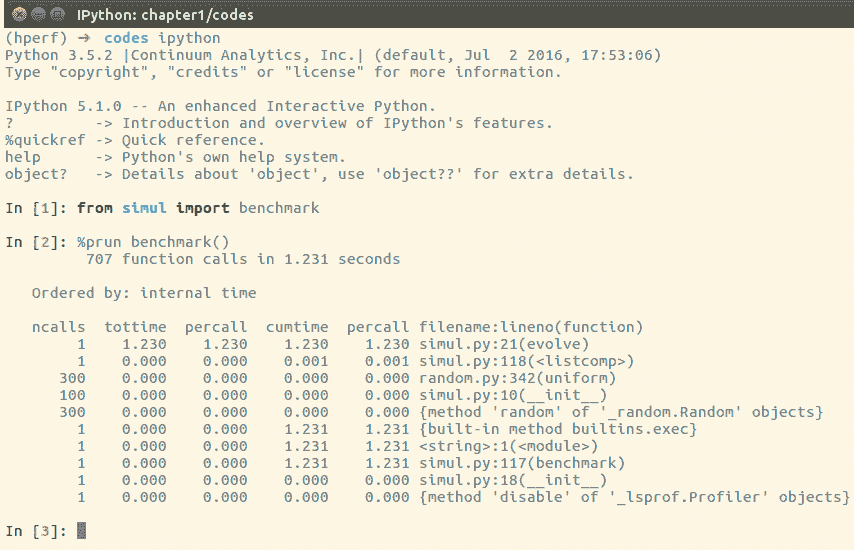 IPython: chapter1/codes
(hperf) → codes ipython
Python 3.5.2 |Continuum Analytics, Inc.| (default, Jul  2 2016, 17:53:06)
Type "copyright", "credits" or "license" for more information.

IPython 5.1.0 -- An enhanced Interactive Python.
?         -> Introduction and overview of IPython's features.
%quickref -> Quick reference.
help      -> Python's own help system.
object?   -> Details about 'object', use 'object??' for extra details.

In [1]: from simul import benchmark

In [2]: %prun benchmark()
         707 function calls in 1.231 seconds

   Ordered by: internal time

   ncalls  tottime  percall  cumtime  percall filename:lineno(function)
        1    1.230    1.230    1.230    1.230 simul.py:21(evolve)
        1    0.000    0.000    0.001    0.001 simul.py:118(<listcomp>)
      300    0.000    0.000    0.000    0.000 random.py:342(uniform)
      100    0.000    0.000    0.000    0.000 simul.py:10(__init__)
      300    0.000    0.000    0.000    0.000 {method 'random' of '_random.Random' objects}
        1    0.000    0.000    1.231    1.231 {built-in method builtins.exec}
        1    0.000    0.000    1.231    1.231 <string>:1(<module>)
        1    0.000    0.000    1.231    1.231 simul.py:117(benchmark)
        1    0.000    0.000    0.000    0.000 simul.py:18(__init__)
        1    0.000    0.000    0.000    0.000 {method 'disable' of '_lsprof.Profiler' objects}

In [3]: